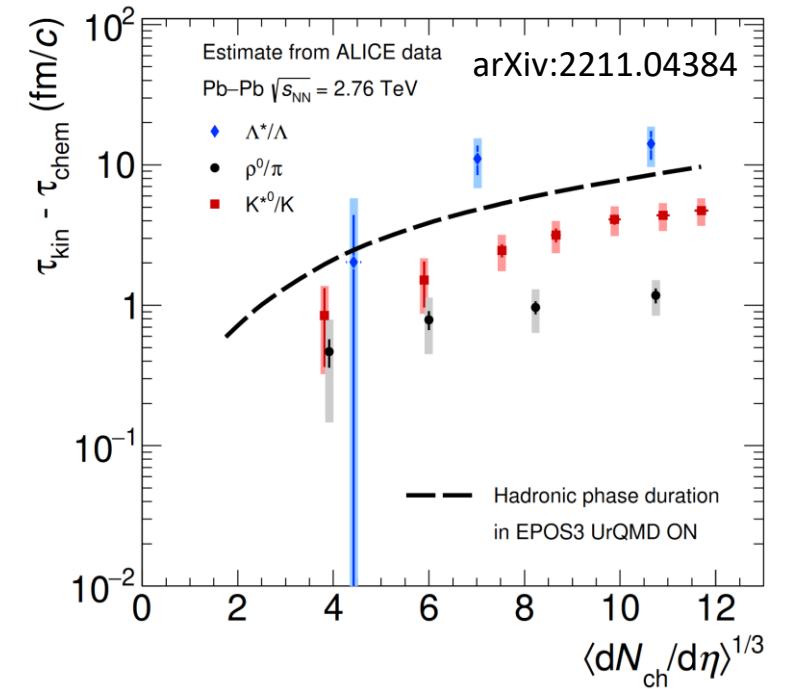 10²
Estimate from ALICE data
arXiv:2211.04384
Pb–Pb √sNN = 2.76 TeV
Λ*/Λ
ρ⁰/π
K*⁰/K
τkin - τchem (fm/c)
10
1
10⁻¹
Hadronic phase duration
in EPOS3 UrQMD ON
10⁻²
0 2 4 6 8 10 12
⟨dNch/dη⟩1/3